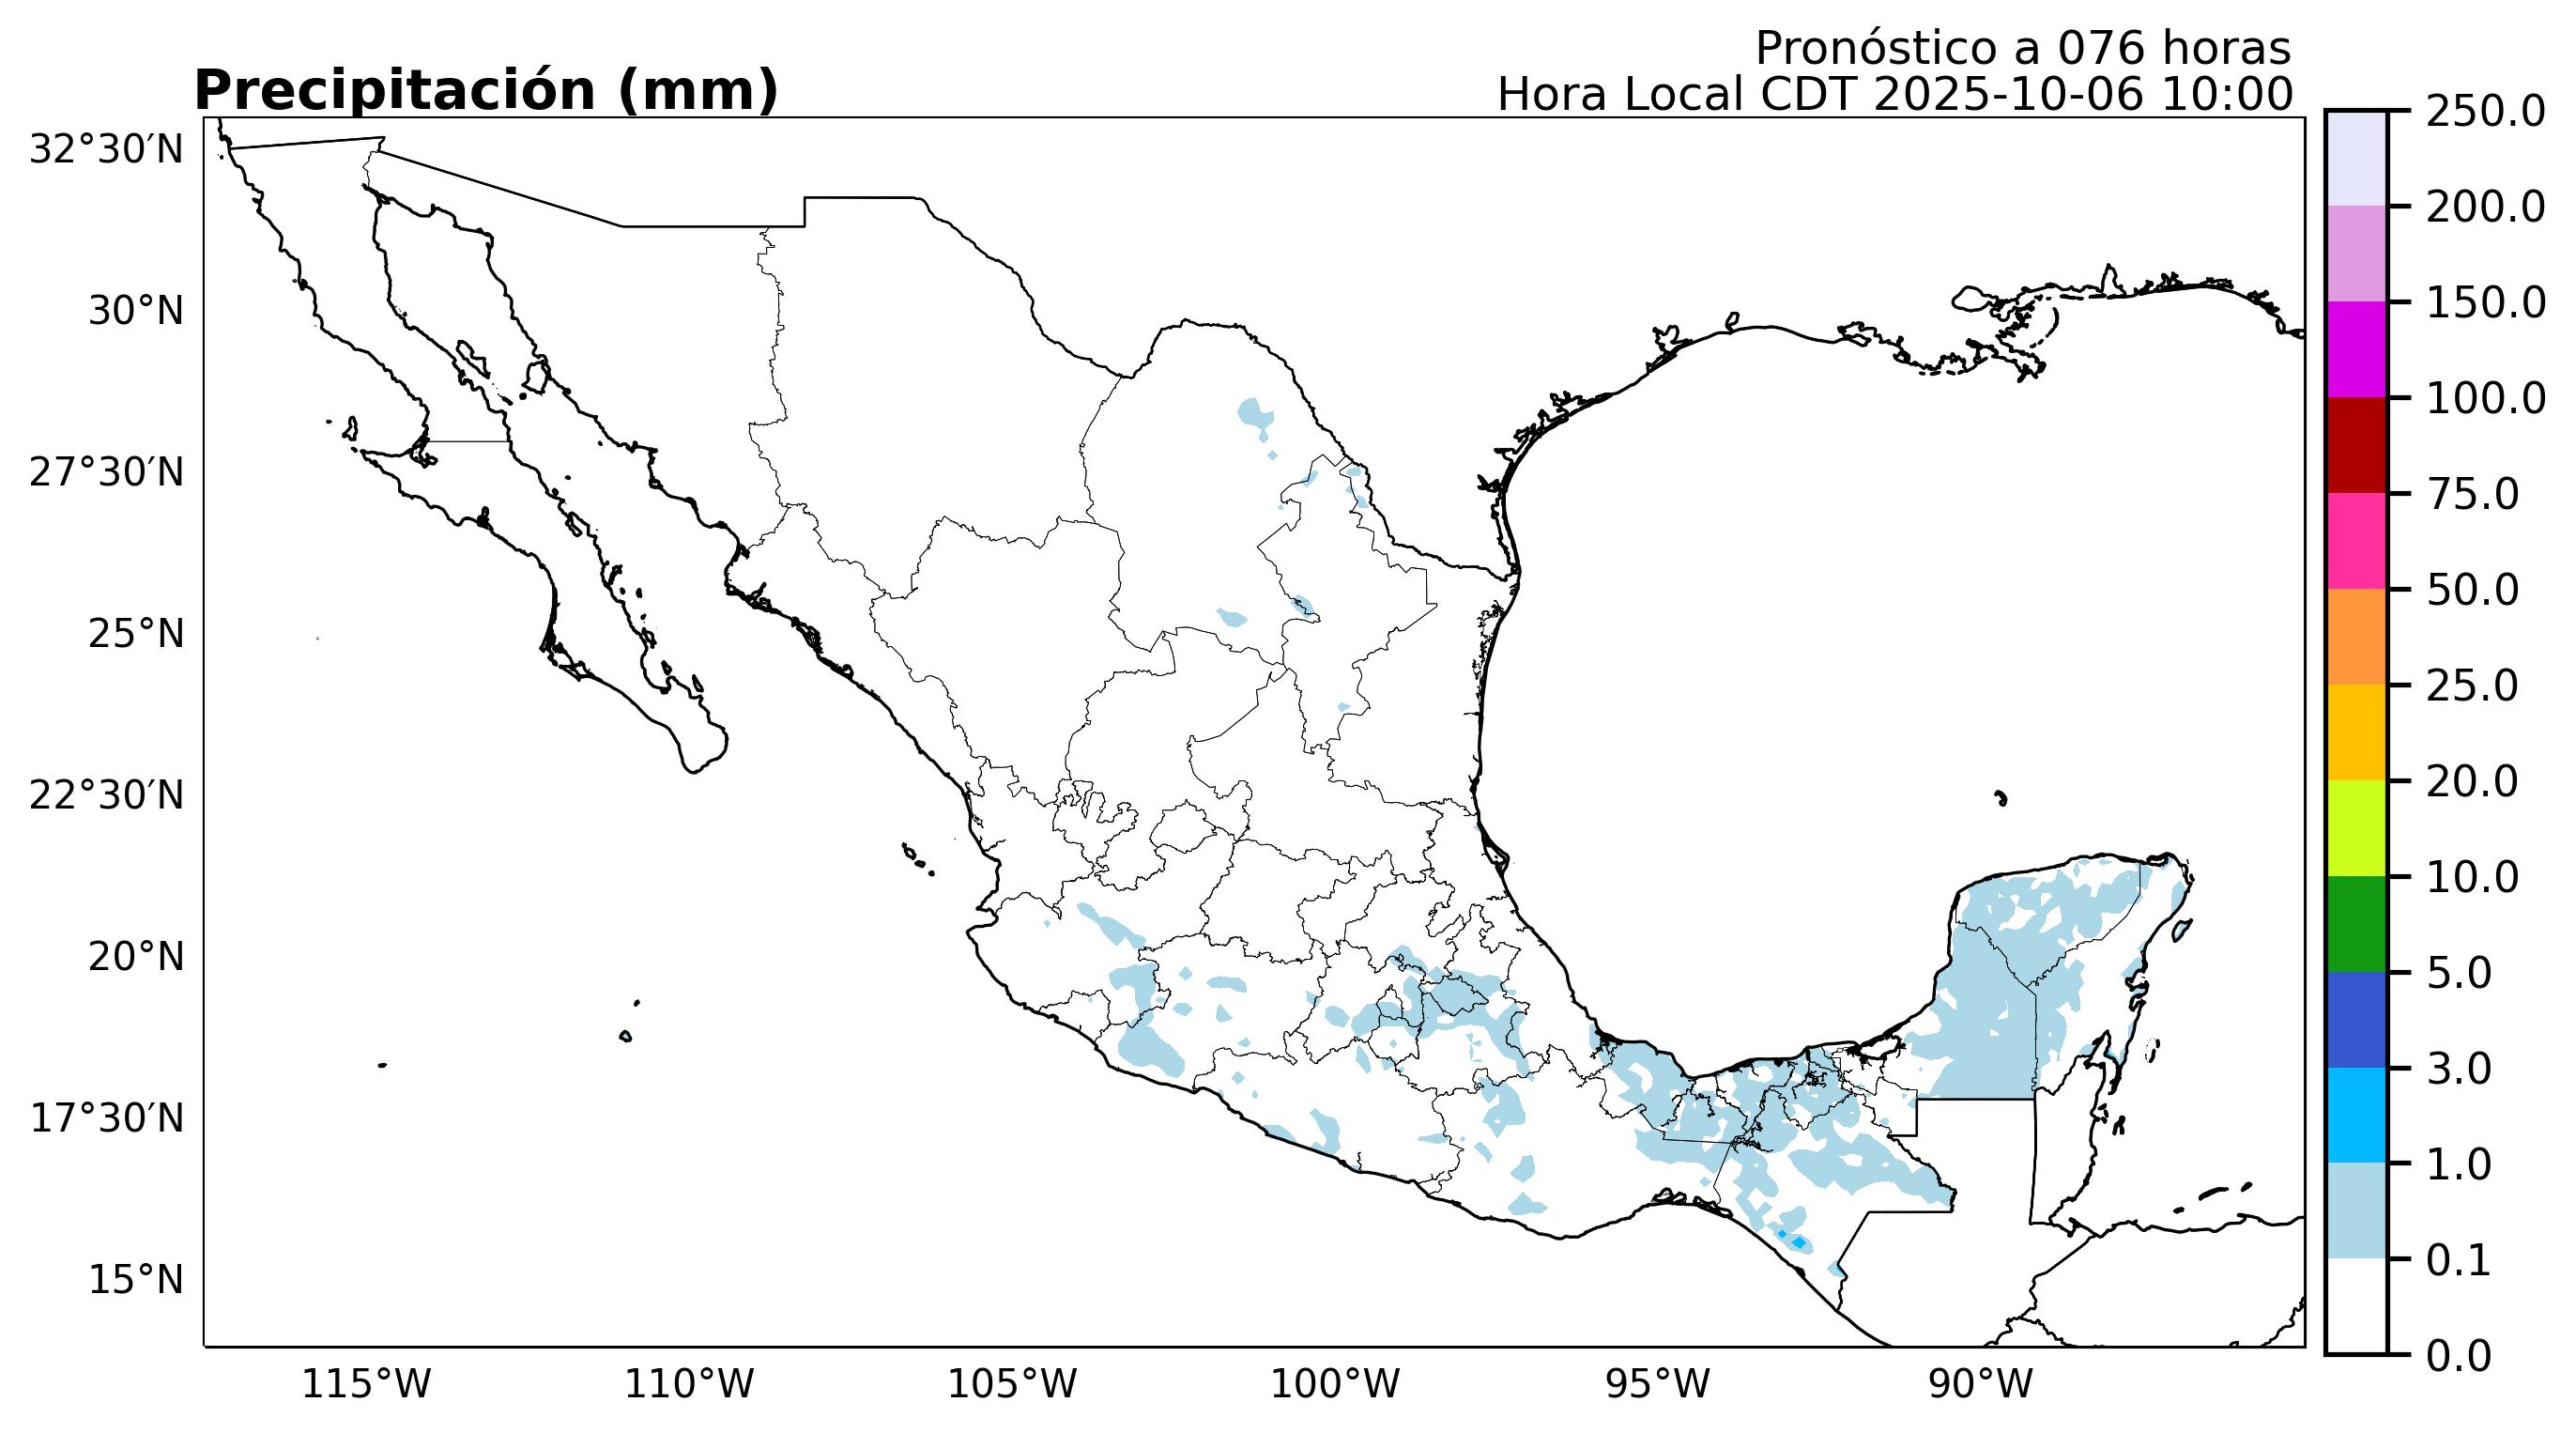 Pronóstico a 076 horas
Precipitación (mm)
Hora Local CDT 2025-10-06 10:00
32°30′N
30°N
27°30′N
25°N
22°30′N
20°N
17°30′N
15°N
115°W
110°W
105°W
100°W
95°W
90°W
250.0
200.0
150.0
100.0
75.0
50.0
25.0
20.0
10.0
5.0
3.0
1.0
0.1
0.0